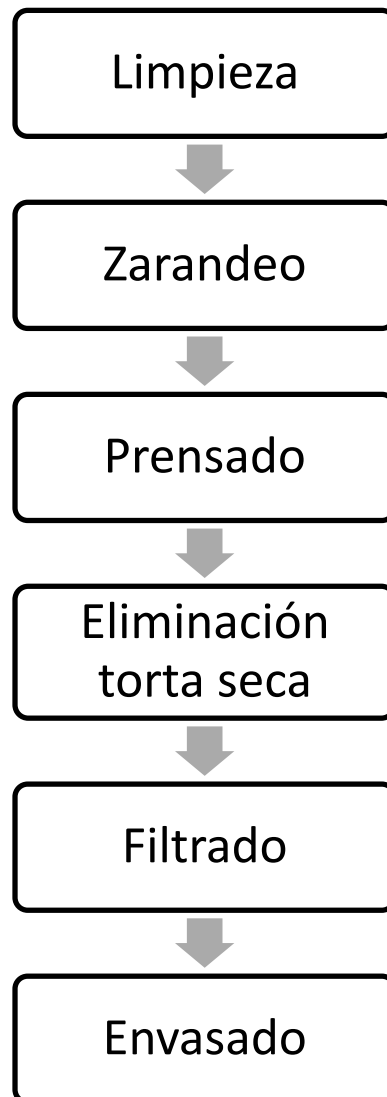 Limpieza
Zarandeo
Prensado
Eliminación
torta seca
Filtrado
Envasado